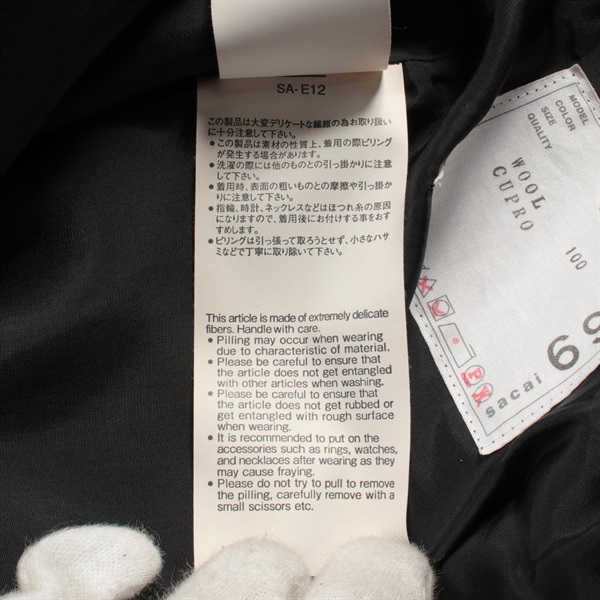 SA-E12
この製品は大変デリケートな繊維の為お取り扱い
に十分注意して下さい。
●この製品は素材の性質上、着用の際ピリング
が発生する場合があります。
●洗濯の際には他のものとの引っ掛かりに注意
して下さい。
●着用時、表面の粗いものとの摩擦や引っ掛
かりに注意して下さい。
●指輪、時計、ネックレスなどはほつれ糸の原因
になりますので、着用後にお付けする事をおす
すめします。
●ピリングは引っ張って取ろうとせず、小さなハサ
ミなどで丁寧に取り除いて下さい。
This article is made of extremely delicate
fibers. Handle with care.
• Pilling may occur when wearing
due to characteristic of material.
• Please be careful to ensure that
the article does not get entangled
with other articles when washing.
• Please be careful to ensure that
the article does not get rubbed or
get entangled with rough surface
when wearing.
• It is recommended to put on the
accessories such as rings, watches,
and necklaces after wearing as they
may cause fraying.
• Please do not try to pull to remove
the pilling, carefully remove with a
small scissors etc.
MODEL
COLOR
SIZE
QUALITY
WOOL
CUPRO
100
sacai